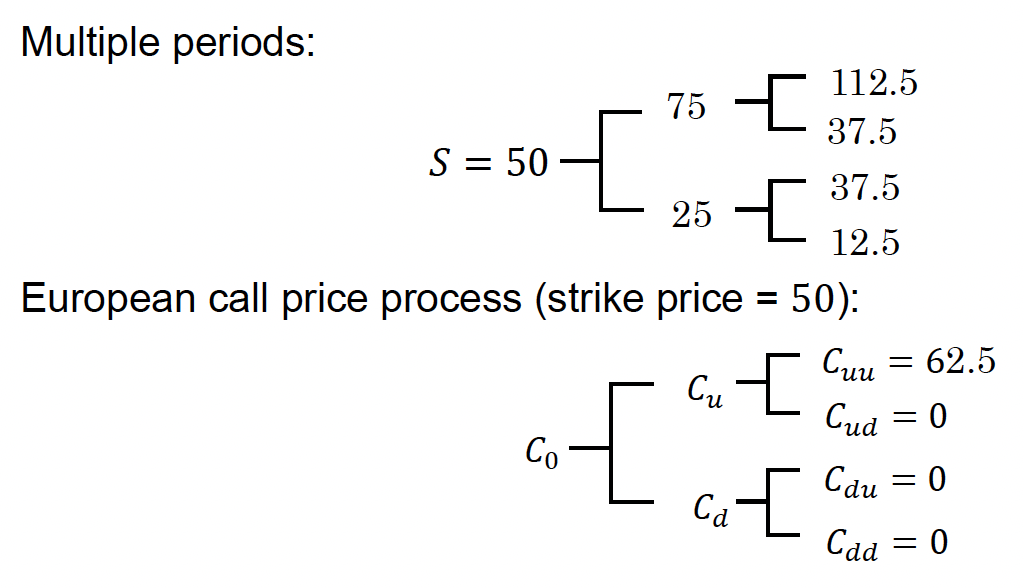 Multiple periods:
112.5
75
37.5
S = 50
37.5
25
12.5
European call price process (strike price = 50):
C_{uu} = 62.5
C_u
C_{ud} = 0
C_0
C_{du} = 0
C_d
C_{dd} = 0